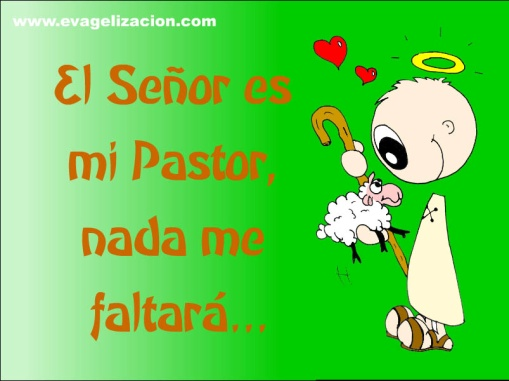 www.evagelizacion.com
El Señor es
mi Pastor,
nada me
faltará...